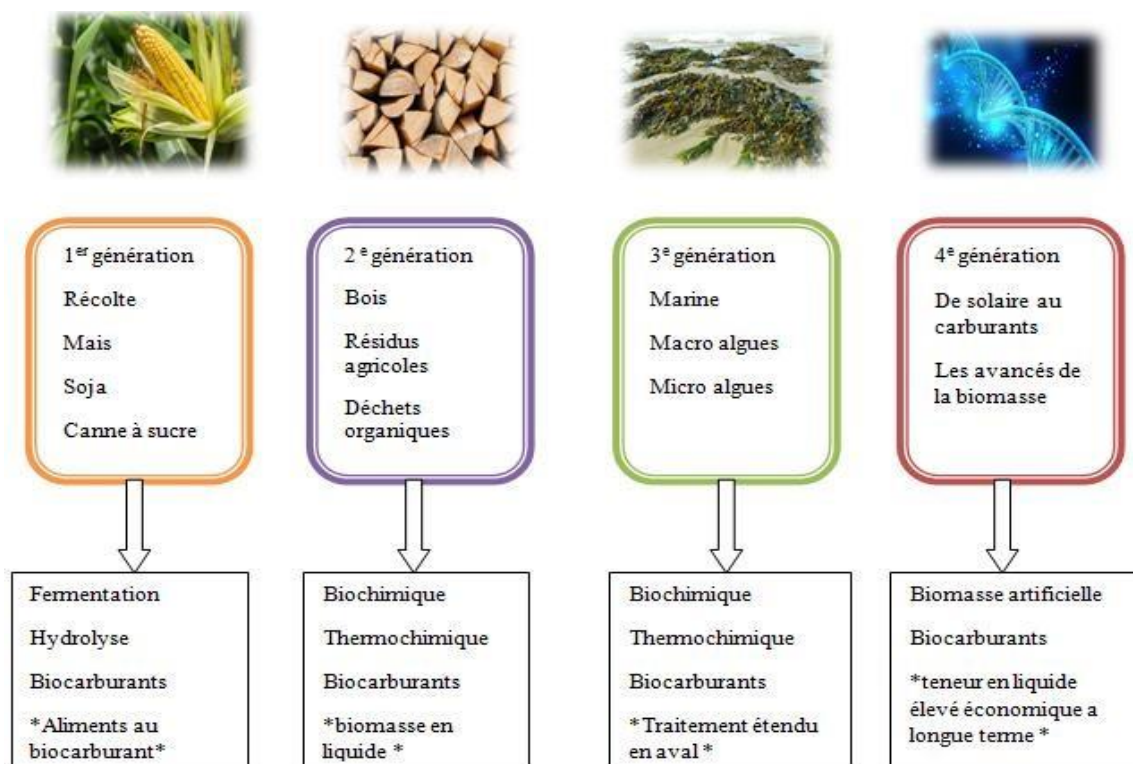 1er génération
Récolte
Mais
Soja
Canne à sucre
2e génération
Bois
Résidus
agricoles
Déchets
organiques
3e génération
Marine
Macro algues
Micro algues
4e génération
De solaire au
carburants
Les avancés de
la biomasse
Fermentation
Hydrolyse
Biocarburants
*Aliments au
biocarburant*
Biochimique
Thermochimique
Biocarburants
*biomasse en
liquide *
Biochimique
Thermochimique
Biocarburants
*Traitement étendu
en aval *
Biomasse artificielle
Biocarburants
*teneur en liquide
élevé économique a
longue terme *